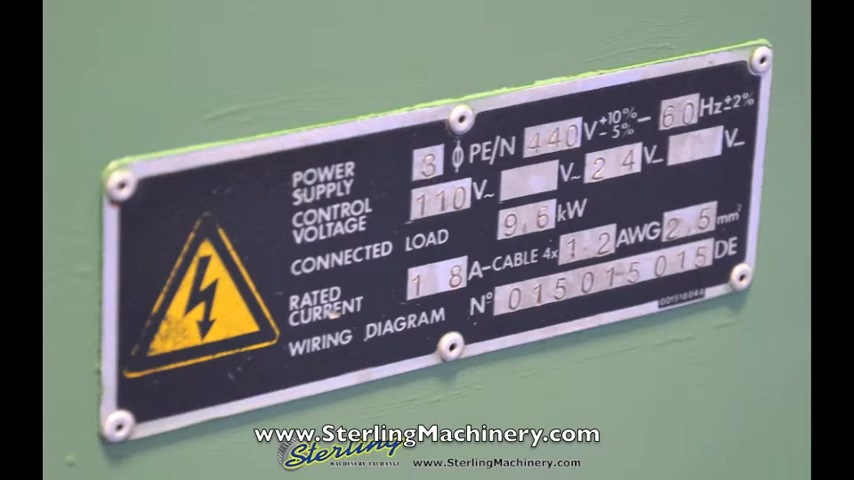 POWER SUPPLY 3 ϕ PE/N 440 V +10% -5% ~ 60 Hz ±2%
CONTROL VOLTAGE 110 V~ V~ 24 V- V-
CONNECTED LOAD 9,6 kW
RATED CURRENT 18 A-CABLE 4x 12 AWG 2,5 mm²
WIRING DIAGRAM N° 015015015 DE
www.SterlingMachinery.com
Sterling
MACHINERY EXCHANGE
www.SterlingMachinery.com